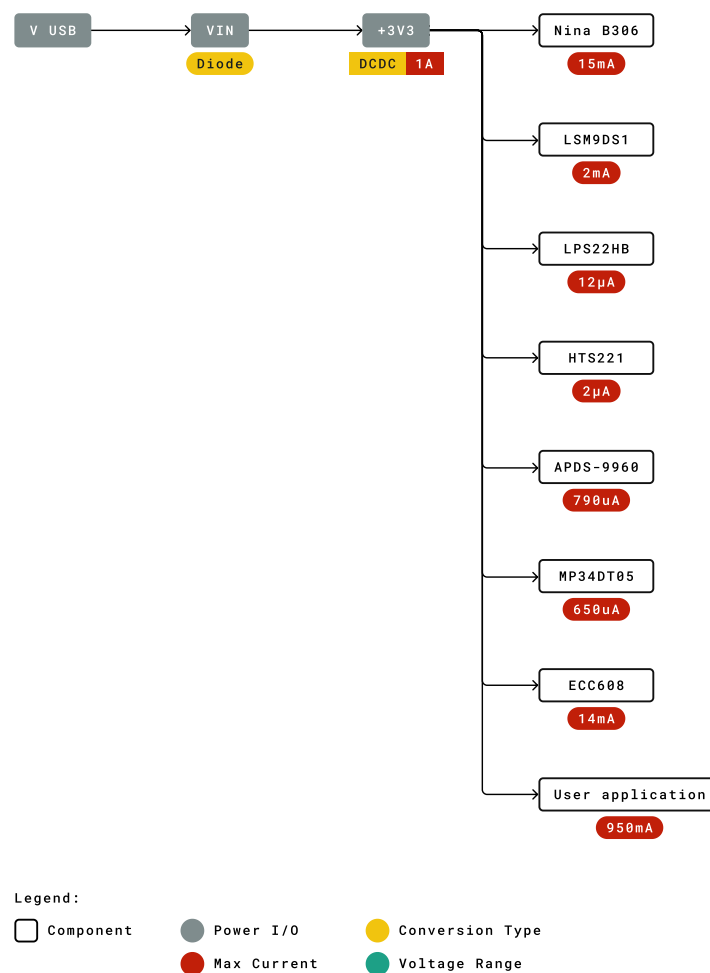 V USB
VIN
+3V3
Nina B306
Diode
DCDC
1A
15mA
LSM9DS1
2mA
LPS22HB
12µA
HTS221
2µA
APDS-9960
790uA
MP34DT05
650uA
ECC608
14mA
User application
950mA
Legend:
Component
Power I/O
Conversion Type
Max Current
Voltage Range